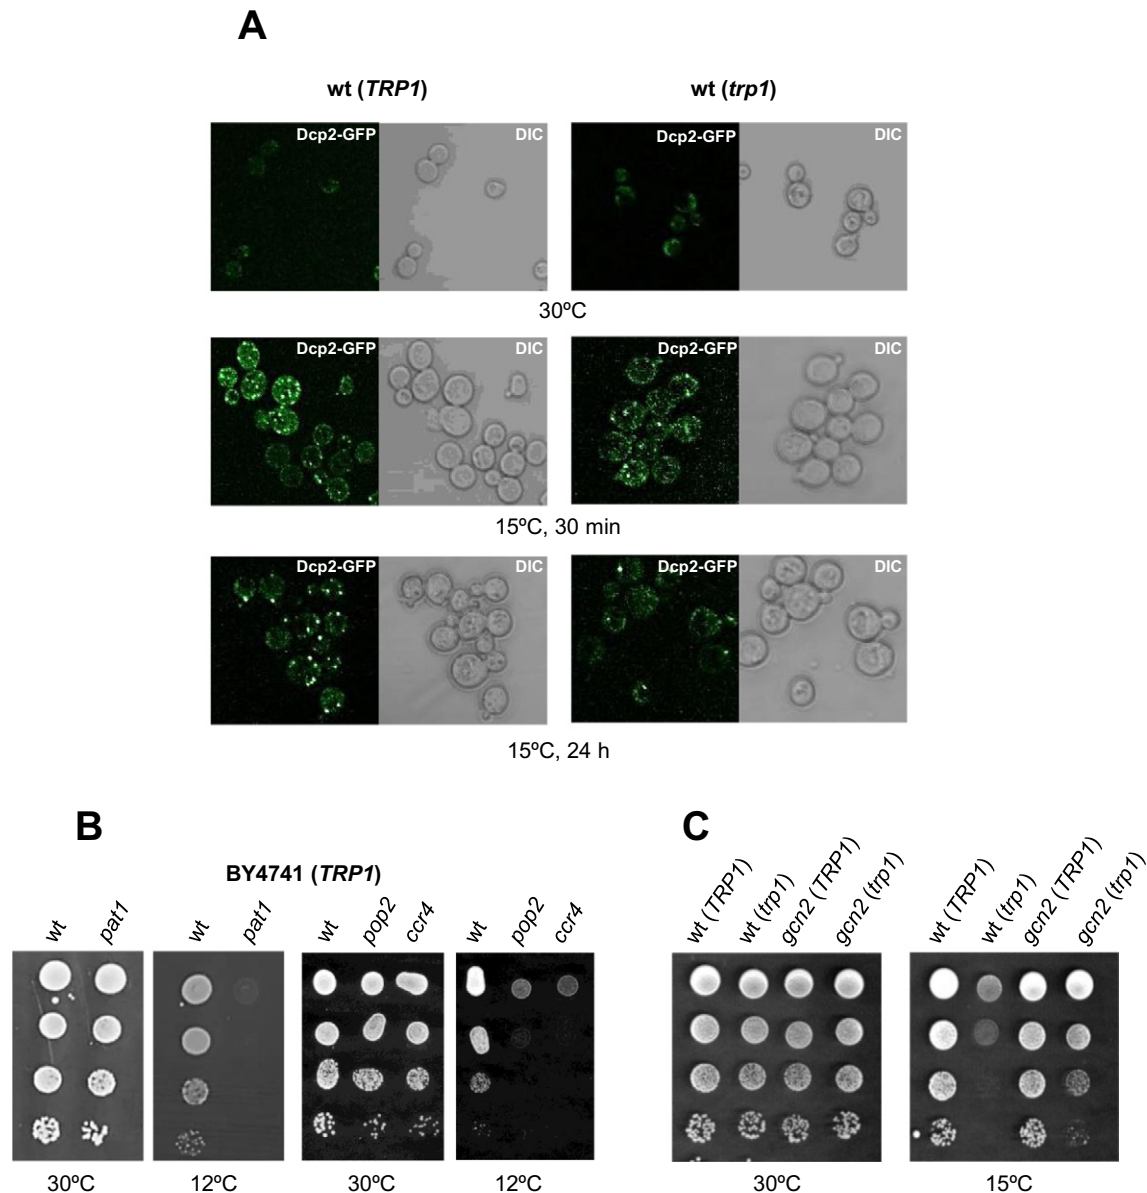 A
wt (TRP1) wt (trp1)
Dcp2-GFP DIC Dcp2-GFP DIC
30ºC
Dcp2-GFP DIC Dcp2-GFP DIC
15ºC, 30 min
Dcp2-GFP DIC Dcp2-GFP DIC
15ºC, 24 h
B
BY4741 (TRP1)
wt pat1 wt pat1 wt pop2 ccr4 wt pop2 ccr4
30ºC 12ºC 30ºC 12ºC
C
wt (TRP1) wt (trp1) gcn2 (TRP1) gcn2 (trp1) wt (TRP1) wt (trp1) gcn2 (TRP1) gcn2 (trp1)
30ºC 15ºC